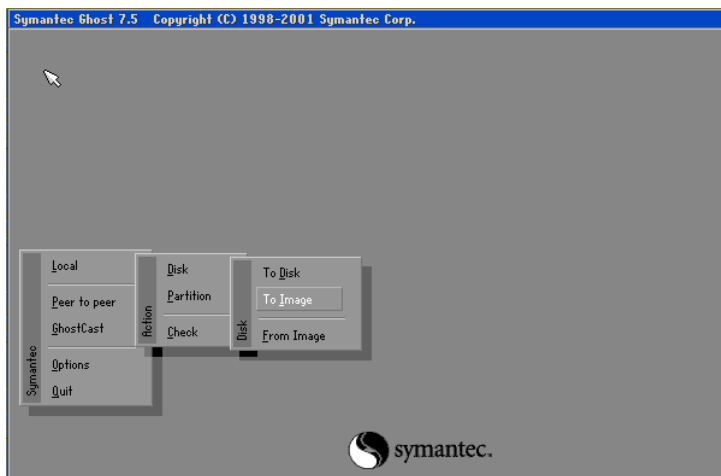 Symantec Ghost 7.5 Copyright (C) 1998-2001 Symantec Corp.
Symantec
Local
Peer to peer
GhostCast
Options
Quit
Action
Disk
Partition
Check
Disk
To Disk
To Image
From Image
symantec.